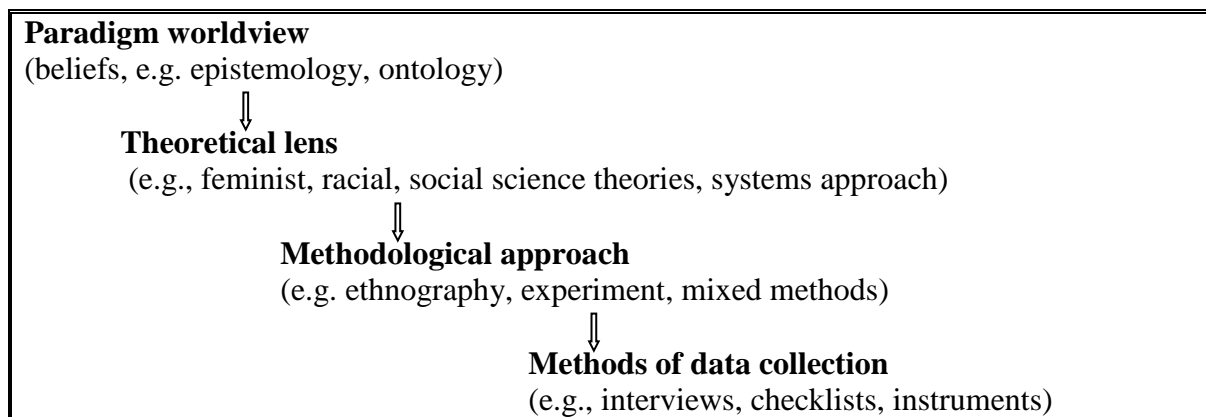 Paradigm worldview
(beliefs, e.g. epistemology, ontology)
Theoretical lens
(e.g., feminist, racial, social science theories, systems approach)
Methodological approach
(e.g. ethnography, experiment, mixed methods)
Methods of data collection
(e.g., interviews, checklists, instruments)